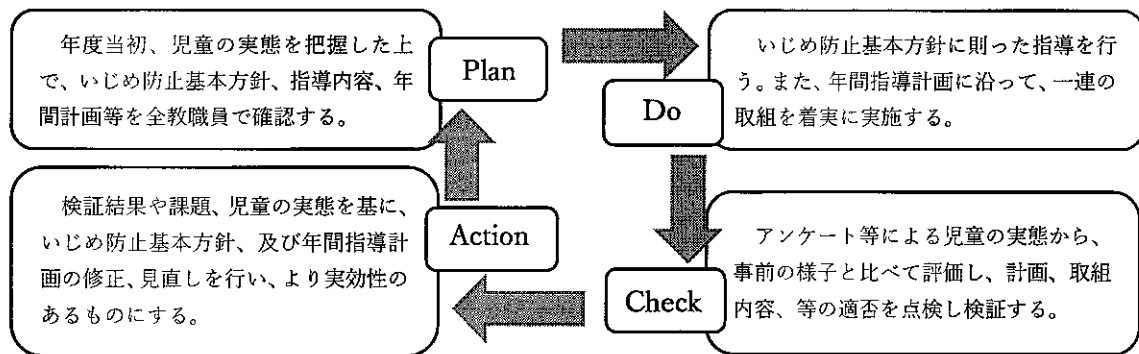 年度当初、児童の実態を把握した上
で、いじめ防止基本方針、指導内容、年
間計画等を全教職員で確認する。
Plan
いじめ防止基本方針に則った指導を行
う。また、年間指導計画に沿って、一連の
取組を着実に実施する。
Do
アンケート等による児童の実態から、
事前の様子と比べて評価し、計画、取組
内容、等の適否を点検し検証する。
Check
検証結果や課題、児童の実態を基に、
いじめ防止基本方針、及び年間指導計
画の修正、見直しを行い、より実効性の
あるものにする。
Action